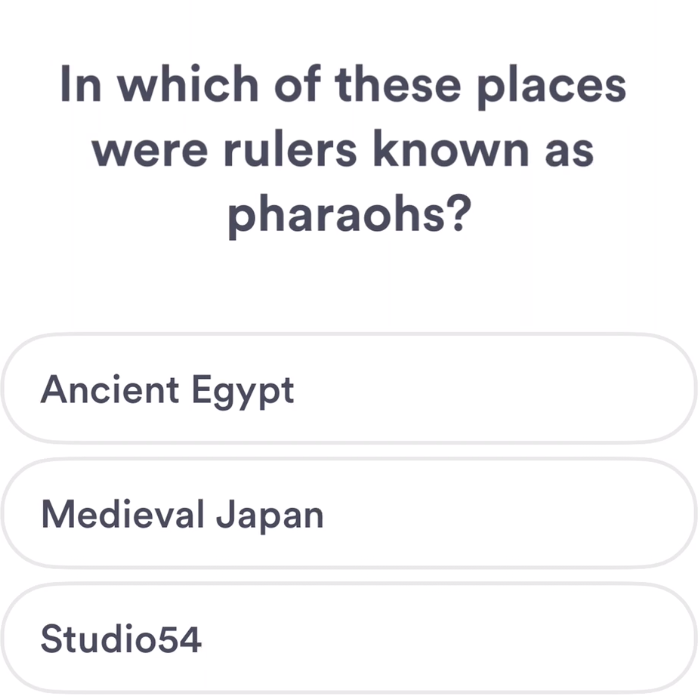 In which of these places
were rulers known as
pharaohs?
Ancient Egypt
Medieval Japan
Studio54